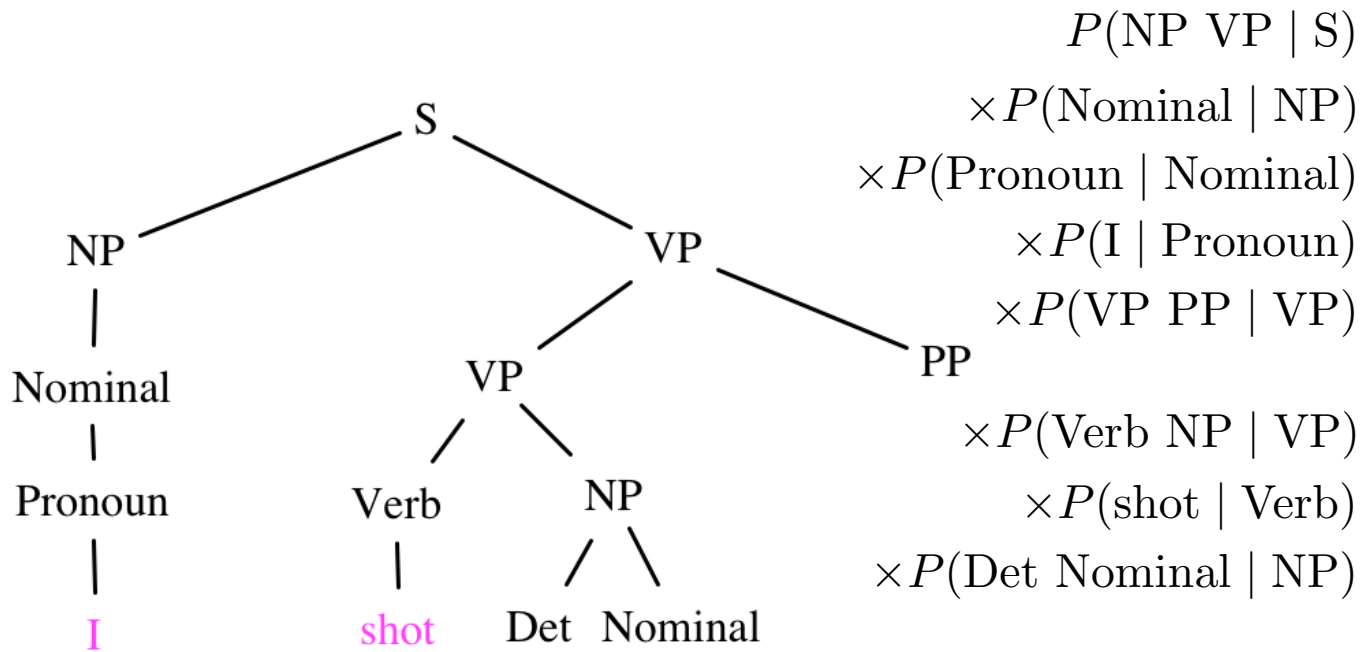 P(NP VP | S)
×P(Nominal | NP)
S
×P(Pronoun | Nominal)
NP
VP
×P(I | Pronoun)
×P(VP PP | VP)
Nominal
VP
PP
×P(Verb NP | VP)
Pronoun
Verb
NP
×P(shot | Verb)
×P(Det Nominal | NP)
I
shot
Det Nominal